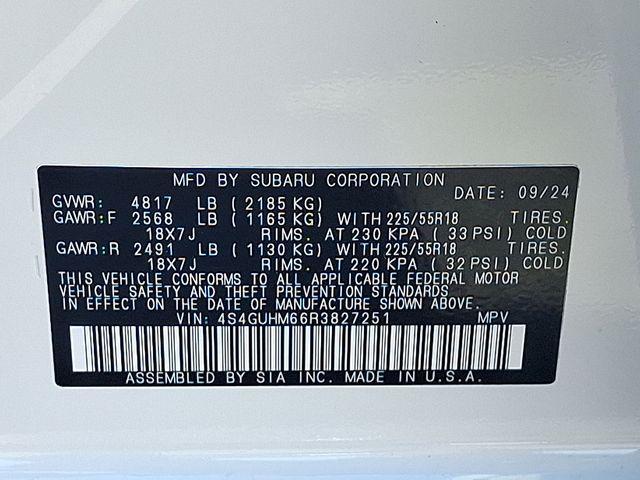 MFD BY SUBARU CORPORATION DATE: 09/24
GVWR: 4817 LB (2185 KG)
GAWR:F 2568 LB (1165 KG) WITH 225/55R18 TIRES.
18X7J RIMS. AT 230 KPA ( 33 PSI) COLD
GAWR:R 2491 LB (1130 KG) WITH 225/55R18 TIRES.
18X7J RIMS. AT 220 KPA ( 32 PSI) COLD
THIS VEHICLE CONFORMS TO ALL APPLICABLE FEDERAL MOTOR
VEHICLE SAFETY AND THEFT PREVENTION STANDARDS
IN EFFECT ON THE DATE OF MANUFACTURE SHOWN ABOVE.
VIN: 4S4GUHM66R3827251 MPV
ASSEMBLED BY SIA INC. MADE IN U.S.A.